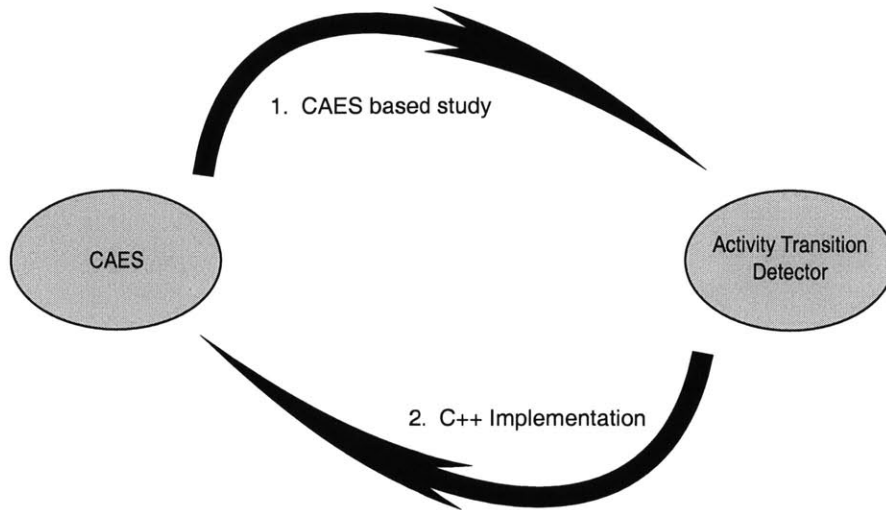 1. CAES based study
CAES
Activity Transition
Detector
2. C++ Implementation